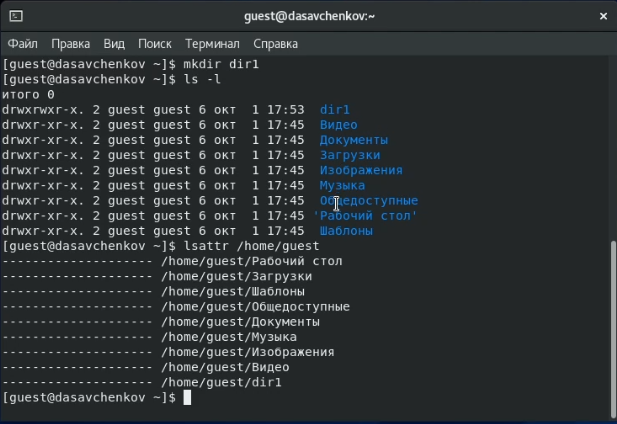 guest@dasavchenkov:~
Файл Правка Вид Поиск Терминал Справка
[guest@dasavchenkov ~]$ mkdir dir1
[guest@dasavchenkov ~]$ ls -l
итого 0
drwxrwxr-x. 2 guest guest 6 окт  1 17:53  dir1
drwxr-xr-x. 2 guest guest 6 окт  1 17:45  Видео
drwxr-xr-x. 2 guest guest 6 окт  1 17:45  Документы
drwxr-xr-x. 2 guest guest 6 окт  1 17:45  Загрузки
drwxr-xr-x. 2 guest guest 6 окт  1 17:45  Изображения
drwxr-xr-x. 2 guest guest 6 окт  1 17:45  Музыка
drwxr-xr-x. 2 guest guest 6 окт  1 17:45  Общедоступные
drwxr-xr-x. 2 guest guest 6 окт  1 17:45 'Рабочий стол'
drwxr-xr-x. 2 guest guest 6 окт  1 17:45  Шаблоны
[guest@dasavchenkov ~]$ lsattr /home/guest
-------------------- /home/guest/Рабочий стол
-------------------- /home/guest/Загрузки
-------------------- /home/guest/Шаблоны
-------------------- /home/guest/Общедоступные
-------------------- /home/guest/Документы
-------------------- /home/guest/Музыка
-------------------- /home/guest/Изображения
-------------------- /home/guest/Видео
-------------------- /home/guest/dir1
[guest@dasavchenkov ~]$